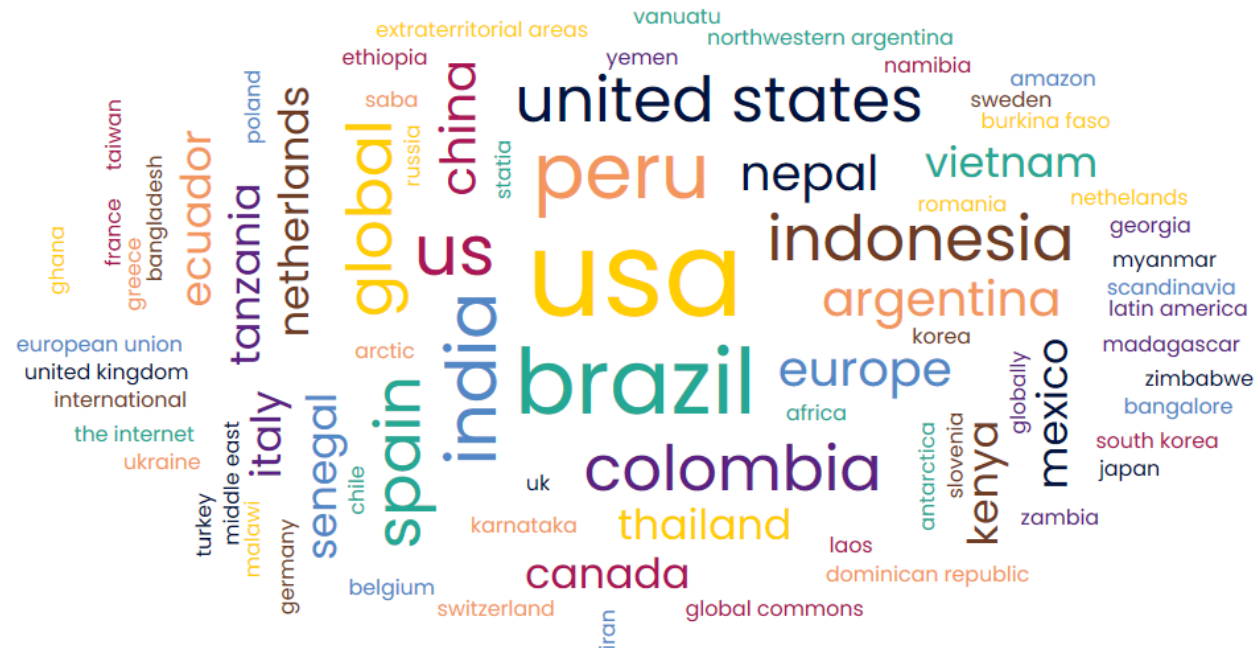 vanuatu
extraterritorial areas
northwestern argentina
ethiopia
yemen
namibia
china
amazon
united states
poland
saba
sweden
netherlands
taiwan
burkina faso
global
russia
ecuador
statia
peru
nepal
vietnam
bangladesh
tanzania
romania
nethelands
france
indonesia
georgia
ghana
greece
us
usa
myanmar
argentina
scandinavia
latin america
india
korea
european union
arctic
brazil
europe
madagascar
united kingdom
globally
mexico
zimbabwe
international
italy
senegal
spain
africa
bangalore
the internet
middle east
antarctica
slovenia
kenya
south korea
ukraine
chile
colombia
japan
uk
turkey
malawi
germany
karnataka
thailand
zambia
laos
canada
dominican republic
belgium
switzerland
global commons
iran